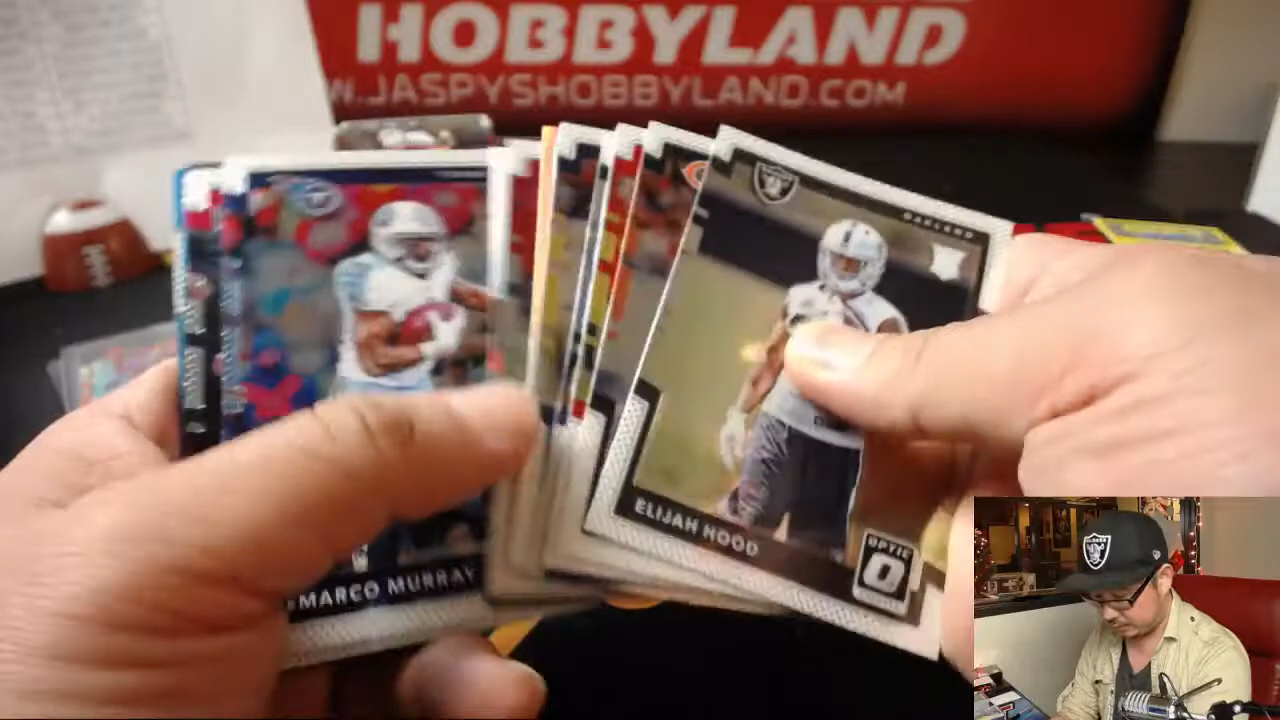 HOBBYLAND
W.JASPYSHOBBYLAND.COM
OAKLAND
MARCO MURRAY
ELIJAH HOOD
OPTIC